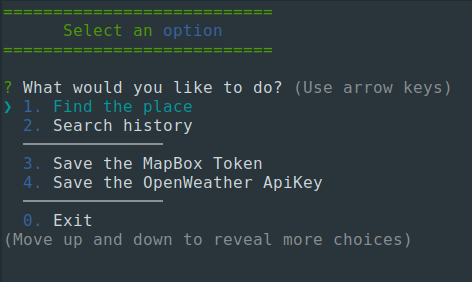 ===========================
Select an option
===========================
? What would you like to do? (Use arrow keys)
❯ 1. Find the place
2. Search history
──────────────
3. Save the MapBox Token
4. Save the OpenWeather ApiKey
──────────────
0. Exit
(Move up and down to reveal more choices)